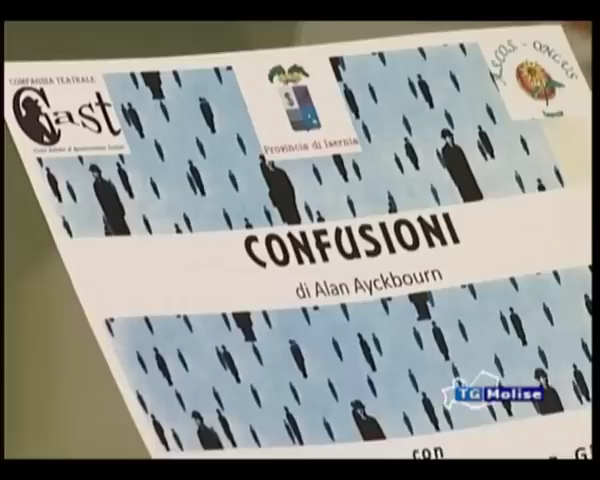 COMPAGNIA TEATRALE
Cast
Provincia di Isernia
CONFUSIONI
di Alan Ayckbourn
TG Molise
con